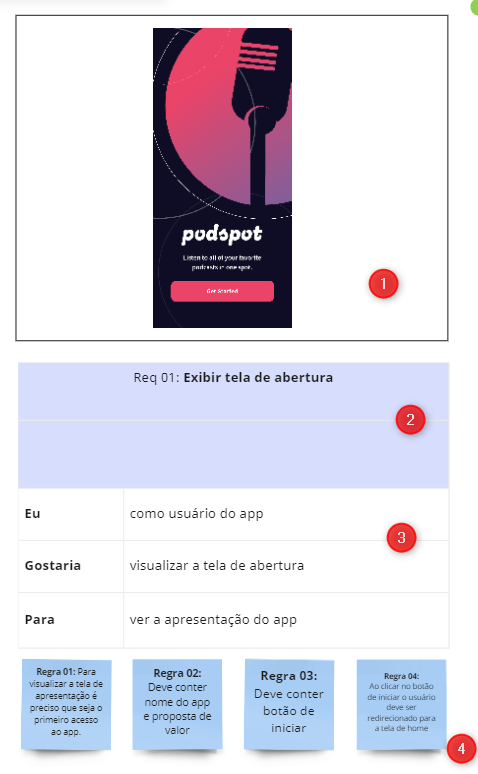 podspot
Listen to all of your favorite
podcasts in one spot.
Get Started
1
Req 01: Exibir tela de abertura
2
Eu como usuário do app
3
Gostaria visualizar a tela de abertura
Para ver a apresentação do app
Regra 01: Para
visualizar a tela de
apresentação é
preciso que seja o
primeiro acesso
ao app.
Regra 02:
Deve conter
nome do app
e proposta de
valor
Regra 03:
Deve conter
botão de
iniciar
Regra 04:
Ao clicar no botão
de iniciar o usuário
deve ser
redirecionado para
a tela de home
4